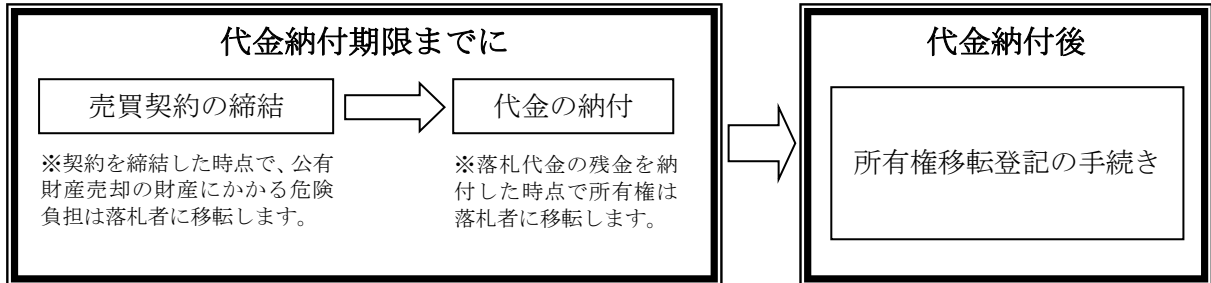 代金納付期限までに
売買契約の締結
代金の納付
※契約を締結した時点で、公有
財産売却の財産にかかる危険
負担は落札者に移転します。
※落札代金の残金を納
付した時点で所有権は
落札者に移転します。
代金納付後
所有権移転登記の手続き